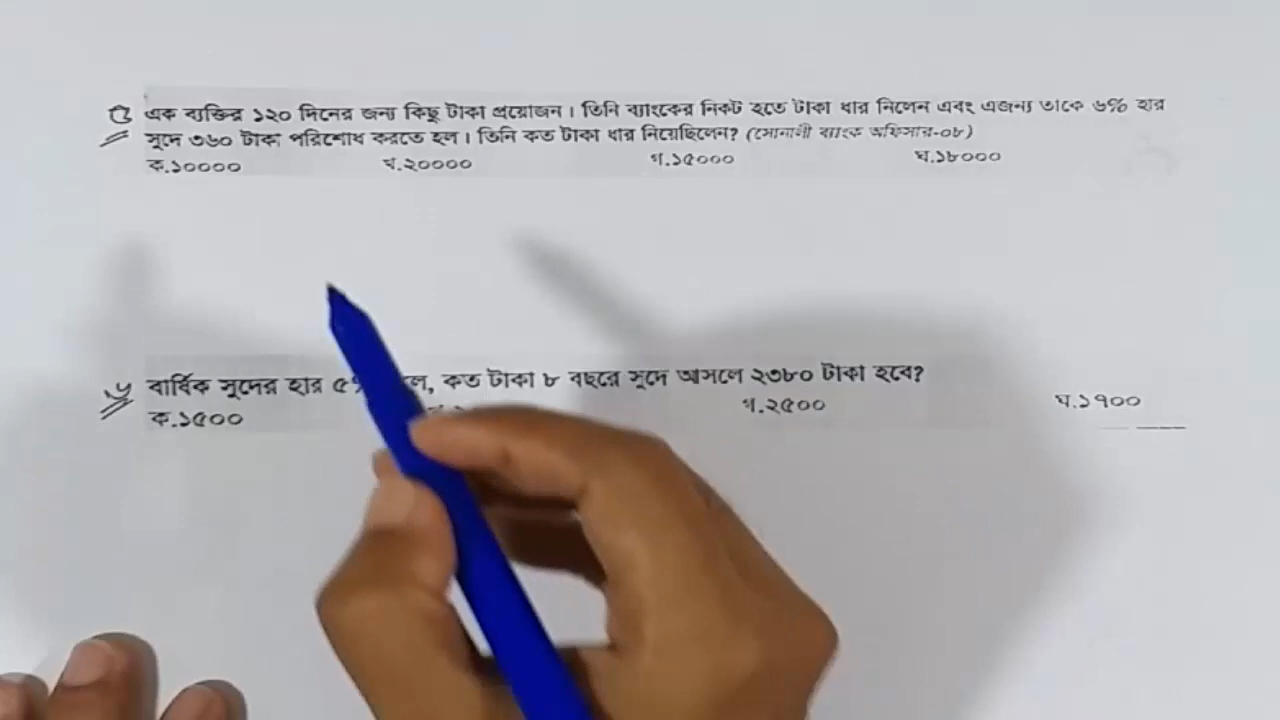 এক ব্যক্তির ১২০ দিনের জন্য কিছু টাকা প্রয়োজন। তিনি ব্যাংকের নিকট হতে টাকা ধার নিলেন এবং এজন্য তাকে ৬% হার
সুদে ৩৬০ টাকা পরিশোধ করতে হল। তিনি কত টাকা ধার নিয়েছিলেন? (সোনালী ব্যাংক অফিসার-০৮)
ক.১০০০০ খ.২০০০০ গ.১৫০০০ ঘ.১৮০০০
বার্ষিক সুদের হার ৫% কত টাকা ৮ বছরে সুদে আসলে ২৩৮০ টাকা হবে?
ক.১৫০০ গ.২৫০০ ঘ.১৭০০